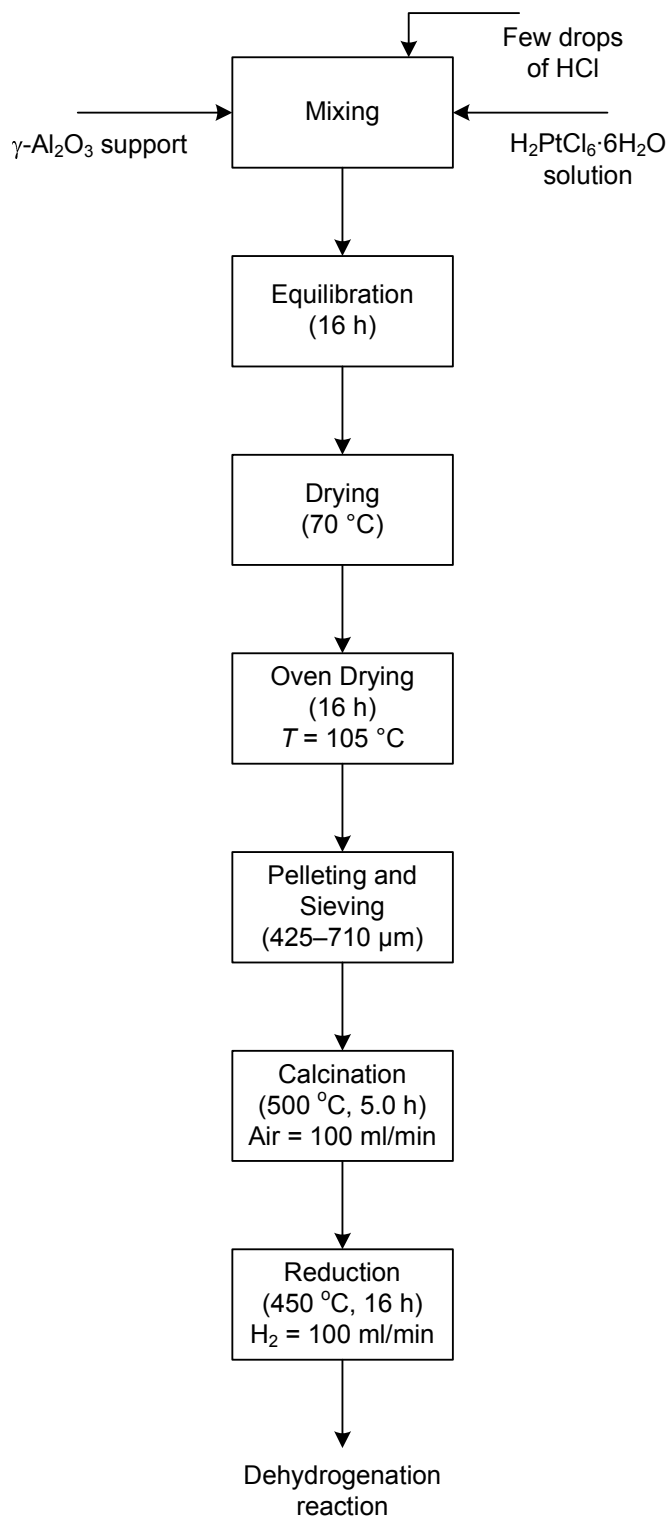 Few drops
of HCl
Mixing
γ-Al₂O₃ support
H₂PtCl₆·6H₂O
solution
Equilibration
(16 h)
Drying
(70 °C)
Oven Drying
(16 h)
T = 105 °C
Pelleting and
Sieving
(425–710 µm)
Calcination
(500 °C, 5.0 h)
Air = 100 ml/min
Reduction
(450 °C, 16 h)
H₂ = 100 ml/min
Dehydrogenation
reaction